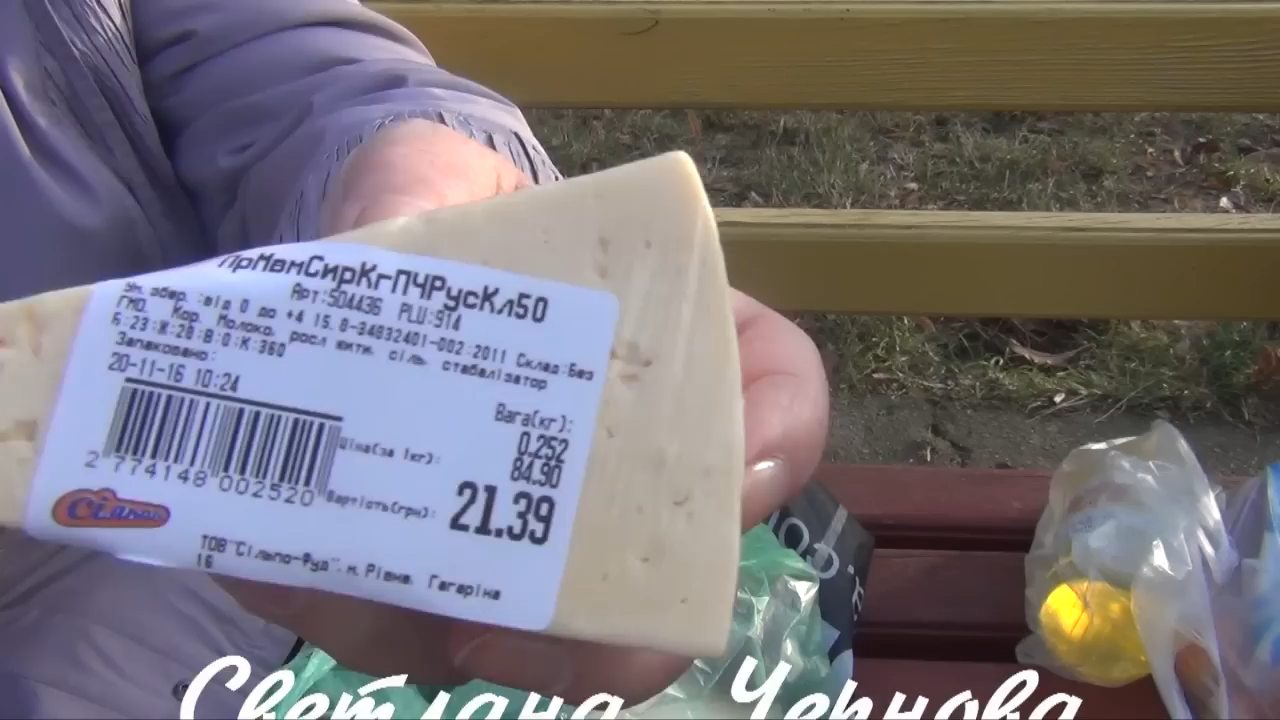 ПрМвмСирКгПЧРусКл50
Арт:504436 PLU:914
Ум. збер. :від 0 до +4 15.8-34832401-002:2011 Склад:Без
ГМО. Кор. Молоко, росл жити, сіль, стабалізатор
Б:23:Ж:28:В:0:К:360
Запаковано:
20-11-16 10:24
Вага(кг):
0.252
Ціна(за 1кг):
84.90
Вартість(грн):
21.39
2 774148 002520
Сільпо
ТОВ"Сільпо-Фуд". м. Рівне. Гагаріна
16
Светлана Чернова